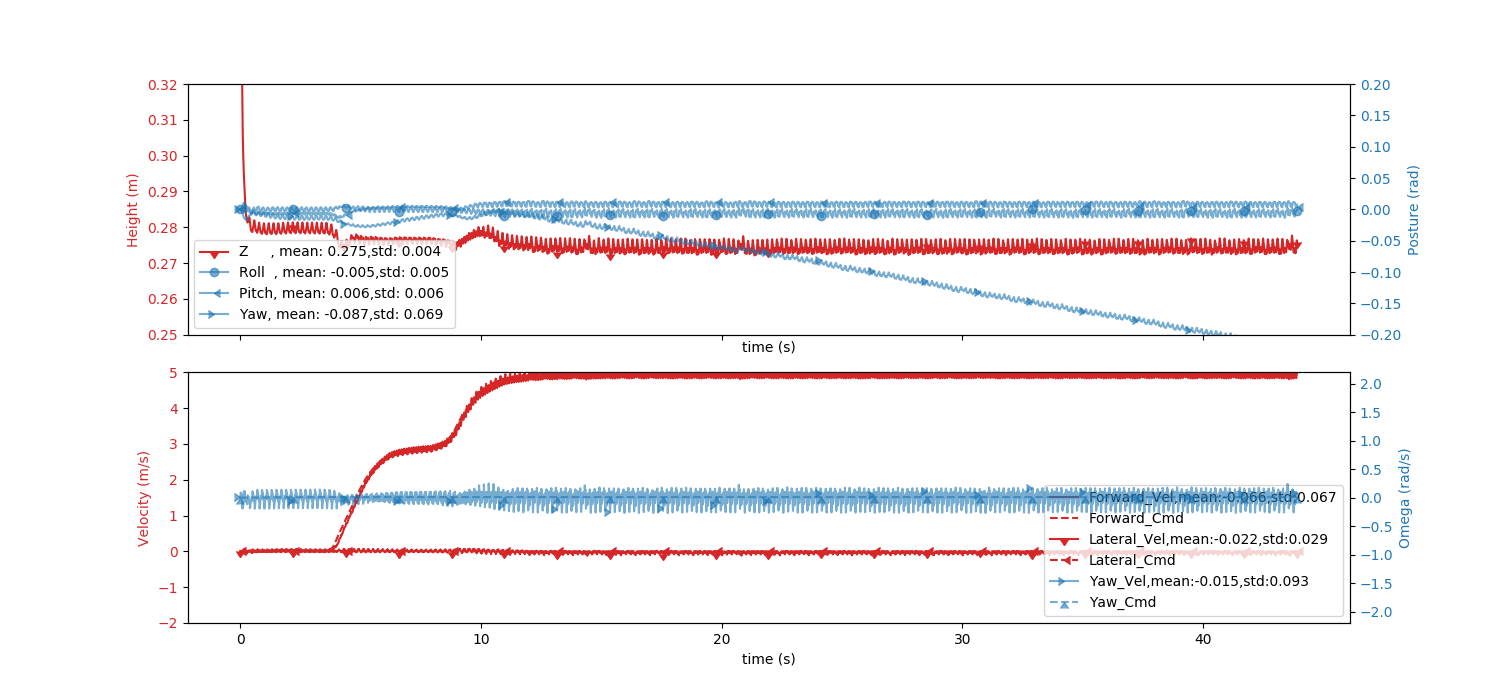 0.32
0.31
0.30
0.29
0.28
0.27
0.26
0.25
Height (m)
0.20
0.15
0.10
0.05
0.00
−0.05
−0.10
−0.15
−0.20
Posture (rad)
Z , mean: 0.275,std: 0.004
Roll , mean: -0.005,std: 0.005
Pitch, mean: 0.006,std: 0.006
Yaw, mean: -0.087,std: 0.069
time (s)
5
4
3
2
1
0
−1
−2
Velocity (m/s)
2.0
1.5
1.0
0.5
0.0
−0.5
−1.0
−1.5
−2.0
Omega (rad/s)
Forward_Vel,mean:-0.066,std:0.067
Forward_Cmd
Lateral_Vel,mean:-0.022,std:0.029
Lateral_Cmd
Yaw_Vel,mean:-0.015,std:0.093
Yaw_Cmd
0 10 20 30 40
time (s)